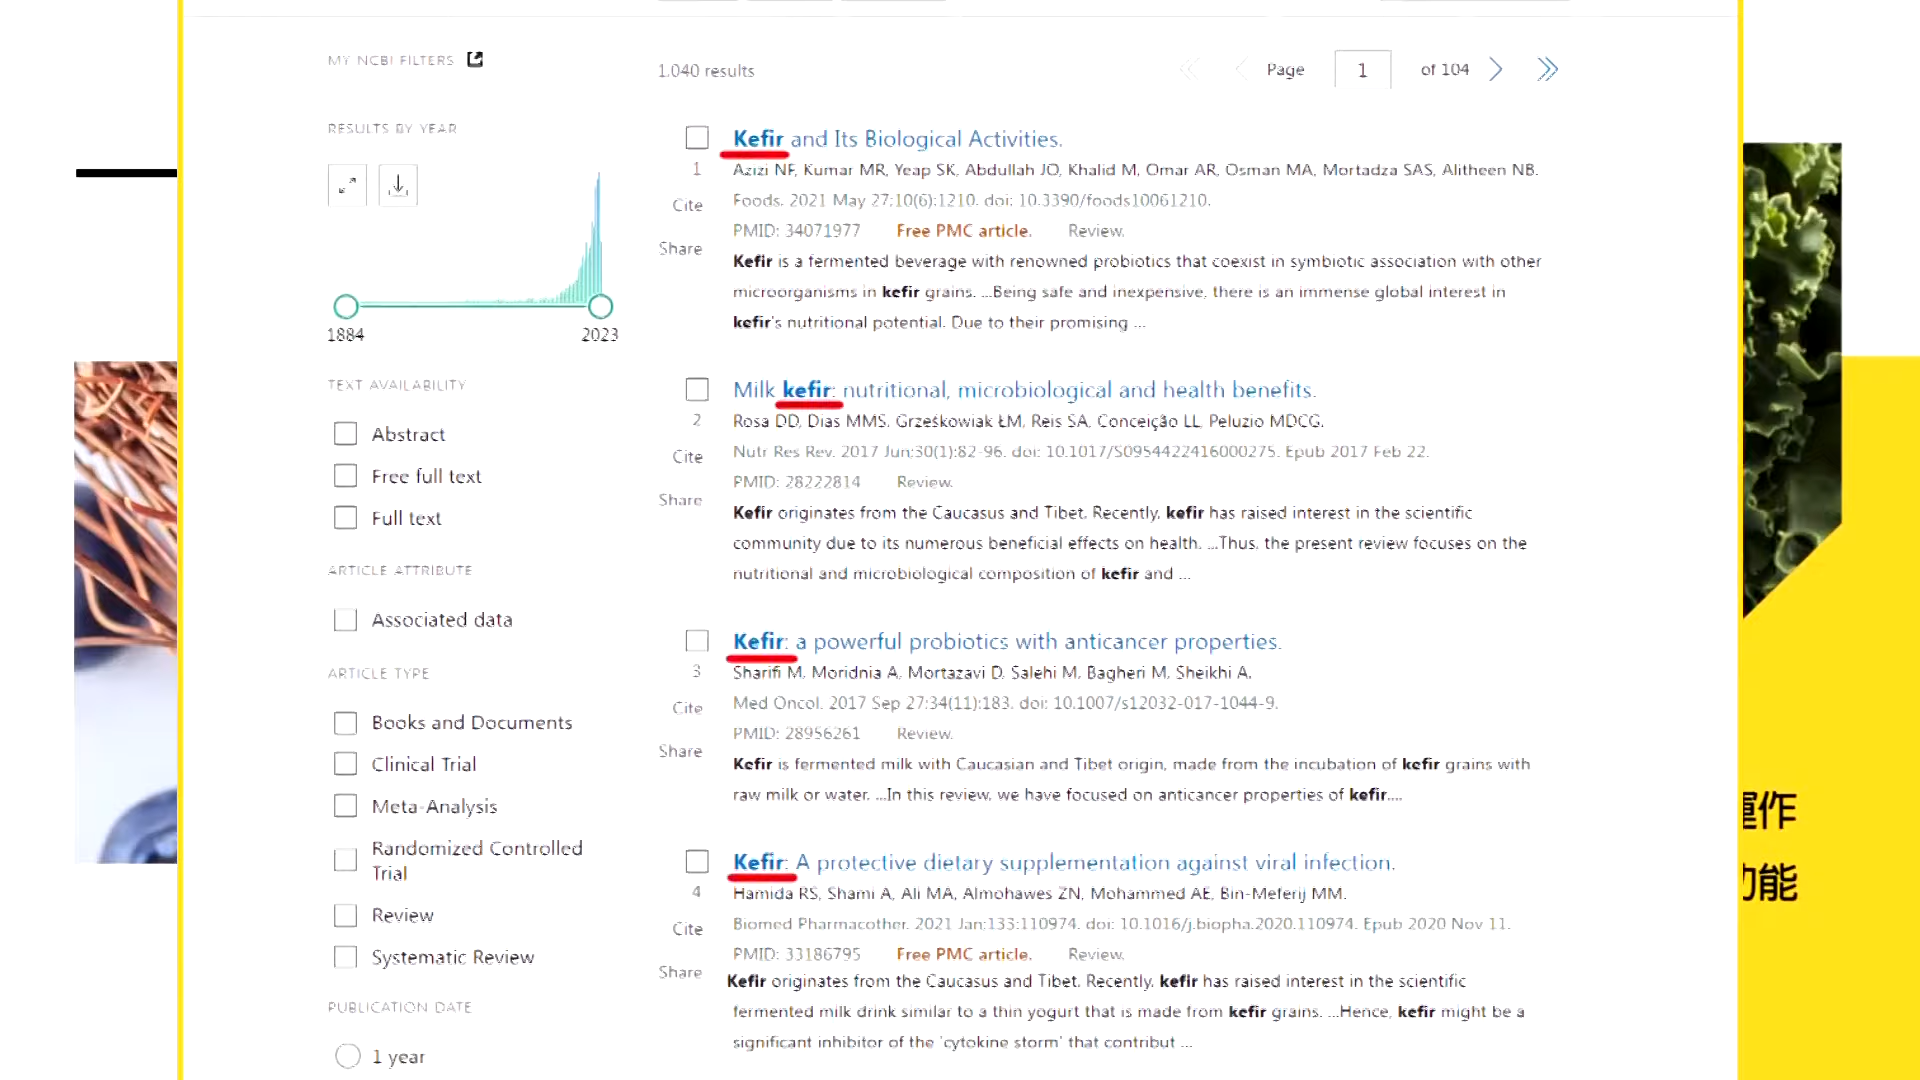 MY NCBI FILTERS
1,040 results
Page 1 of 104
RESULTS BY YEAR
1884 2023
TEXT AVAILABILITY
Abstract
Free full text
Full text
ARTICLE ATTRIBUTE
Associated data
ARTICLE TYPE
Books and Documents
Clinical Trial
Meta-Analysis
Randomized Controlled
Trial
Review
Systematic Review
PUBLICATION DATE
1 year
Kefir and Its Biological Activities.
1
Azizi NF, Kumar MR, Yeap SK, Abdullah JO, Khalid M, Omar AR, Osman MA, Mortadza SAS, Alitheen NB.
Cite
Foods. 2021 May 27;10(6):1210. doi: 10.3390/foods10061210.
PMID: 34071977 Free PMC article. Review.
Share
Kefir is a fermented beverage with renowned probiotics that coexist in symbiotic association with other
microorganisms in kefir grains. ...Being safe and inexpensive, there is an immense global interest in
kefir's nutritional potential. Due to their promising ...
Milk kefir: nutritional, microbiological and health benefits.
2
Rosa DD, Dias MMS, Grześkowiak ŁM, Reis SA, Conceição LL, Peluzio MDCG.
Cite
Nutr Res Rev. 2017 Jun;30(1):82-96. doi: 10.1017/S0954422416000275. Epub 2017 Feb 22.
PMID: 28222814 Review.
Share
Kefir originates from the Caucasus and Tibet. Recently, kefir has raised interest in the scientific
community due to its numerous beneficial effects on health. ...Thus, the present review focuses on the
nutritional and microbiological composition of kefir and ...
Kefir: a powerful probiotics with anticancer properties.
3
Sharifi M, Moridnia A, Mortazavi D, Salehi M, Bagheri M, Sheikhi A.
Cite
Med Oncol. 2017 Sep 27;34(11):183. doi: 10.1007/s12032-017-1044-9.
PMID: 28956261 Review.
Share
Kefir is fermented milk with Caucasian and Tibet origin, made from the incubation of kefir grains with
raw milk or water. ...In this review, we have focused on anticancer properties of kefir....
Kefir: A protective dietary supplementation against viral infection.
4
Hamida RS, Shami A, Ali MA, Almohawes ZN, Mohammed AE, Bin-Meferij MM.
Cite
Biomed Pharmacother. 2021 Jan;133:110974. doi: 10.1016/j.biopha.2020.110974. Epub 2020 Nov 11.
PMID: 33186795 Free PMC article. Review.
Share
Kefir originates from the Caucasus and Tibet. Recently, kefir has raised interest in the scientific
fermented milk drink similar to a thin yogurt that is made from kefir grains. ...Hence, kefir might be a
significant inhibitor of the 'cytokine storm' that contribut ...
運作
功能